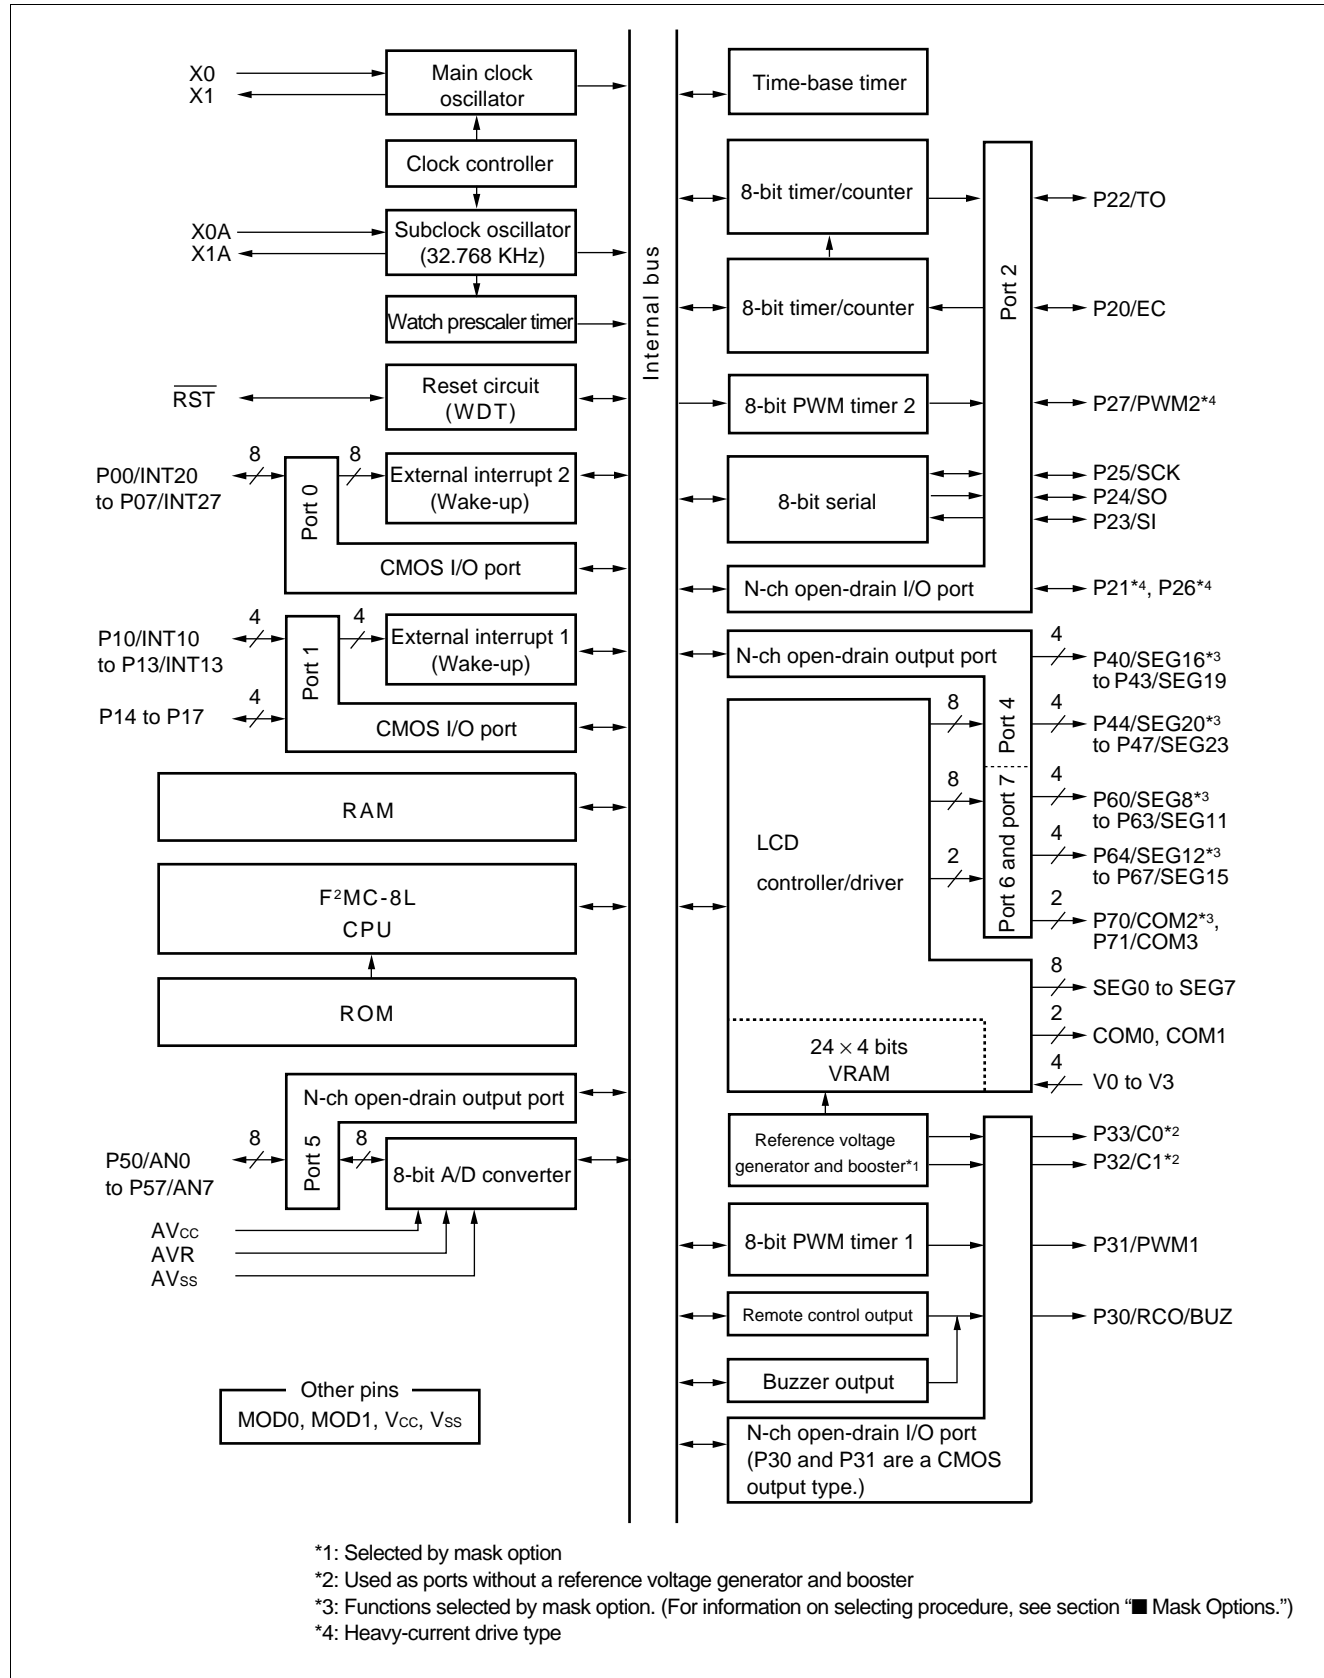 X0
X1
Main clock
oscillator
Clock controller
X0A
X1A
Subclock oscillator
(32.768 KHz)
Watch prescaler timer
RST
Reset circuit
(WDT)
P00/INT20
to P07/INT27
8
8
Port 0
External interrupt 2
(Wake-up)
CMOS I/O port
P10/INT10
to P13/INT13
4
4
Port 1
External interrupt 1
(Wake-up)
P14 to P17
4
CMOS I/O port
RAM
F²MC-8L
CPU
ROM
N-ch open-drain output port
P50/AN0
to P57/AN7
8
8
Port 5
8-bit A/D converter
AVCC
AVR
AVSS
Other pins
MOD0, MOD1, VCC, VSS
Internal bus
Time-base timer
8-bit timer/counter
8-bit timer/counter
8-bit PWM timer 2
8-bit serial
N-ch open-drain I/O port
Port 2
P22/TO
P20/EC
P27/PWM2*4
P25/SCK
P24/SO
P23/SI
P21*4, P26*4
N-ch open-drain output port
4
P40/SEG16*3
to P43/SEG19
LCD
controller/driver
8
Port 4
4
P44/SEG20*3
to P47/SEG23
8
Port 6 and port 7
4
P60/SEG8*3
to P63/SEG11
2
4
P64/SEG12*3
to P67/SEG15
2
P70/COM2*3,
P71/COM3
8
SEG0 to SEG7
2
COM0, COM1
24 × 4 bits
VRAM
4
V0 to V3
Reference voltage
generator and booster*1
P33/C0*2
P32/C1*2
8-bit PWM timer 1
P31/PWM1
Remote control output
P30/RCO/BUZ
Buzzer output
N-ch open-drain I/O port
(P30 and P31 are a CMOS
output type.)
*1: Selected by mask option
*2: Used as ports without a reference voltage generator and booster
*3: Functions selected by mask option. (For information on selecting procedure, see section “■ Mask Options.”)
*4: Heavy-current drive type